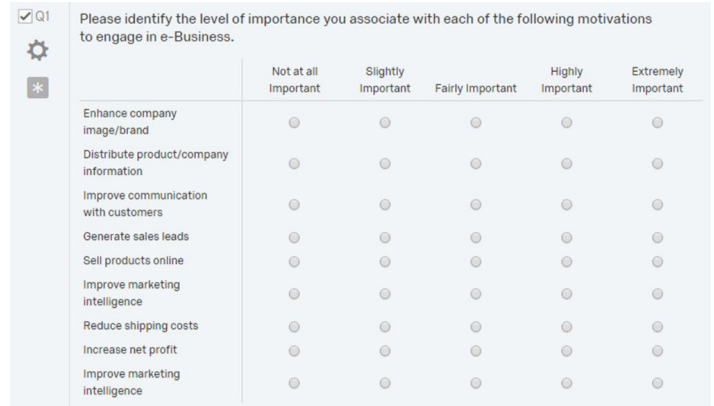 Q1
Please identify the level of importance you associate with each of the following motivations
to engage in e-Business.
Not at all Slightly Highly Extremely
Important Important Fairly Important Important Important
Enhance company
image/brand
Distribute product/company
information
Improve communication
with customers
Generate sales leads
Sell products online
Improve marketing
intelligence
Reduce shipping costs
Increase net profit
Improve marketing
intelligence